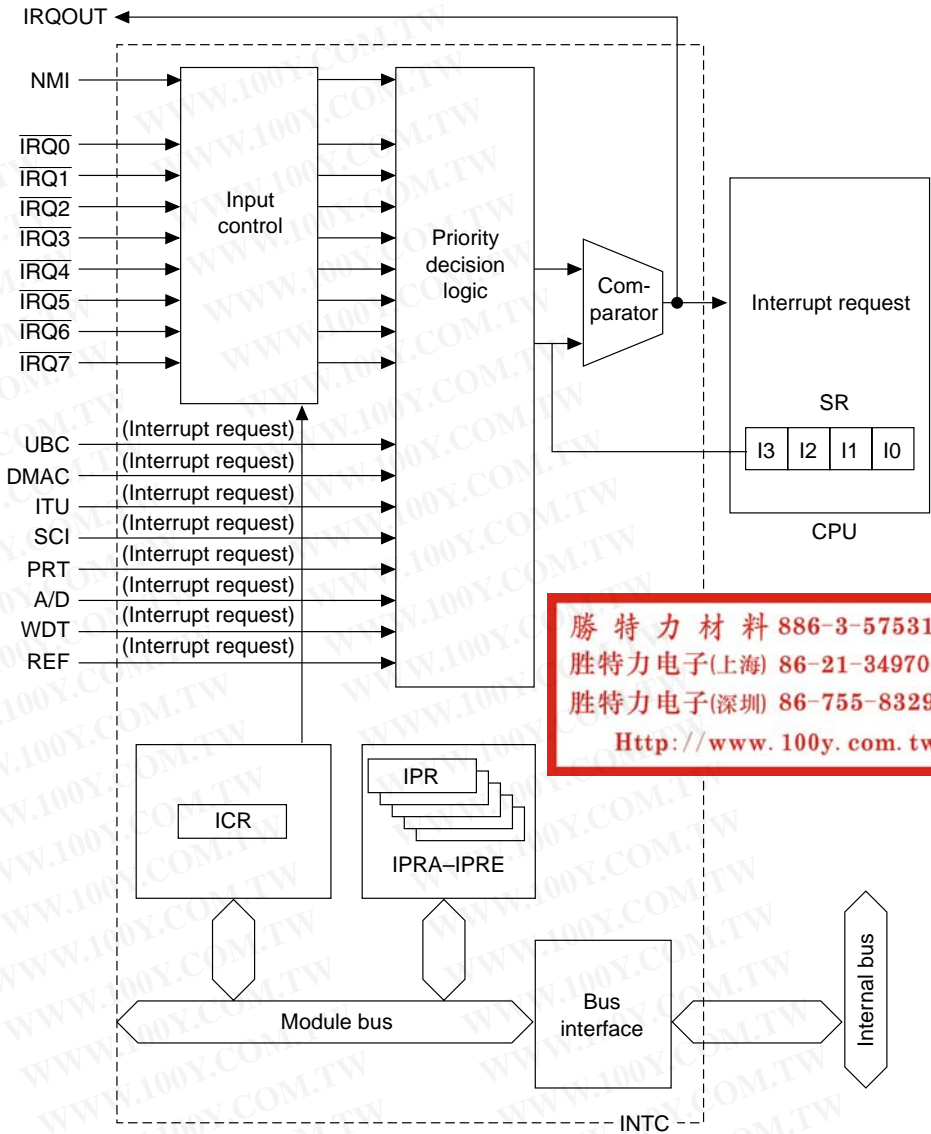 IRQOUT
NMI
IRQ0
IRQ1
IRQ2
IRQ3
IRQ4
IRQ5
IRQ6
IRQ7
Input
control
Priority
decision
logic
Com-
parator
Interrupt request
SR
I3 I2 I1 I0
CPU
UBC
(Interrupt request)
DMAC
(Interrupt request)
ITU
(Interrupt request)
SCI
(Interrupt request)
PRT
(Interrupt request)
A/D
(Interrupt request)
WDT
(Interrupt request)
REF
(Interrupt request)
勝 特 力 材 料 886-3-57531
胜特力电子(上海) 86-21-34970
胜特力电子(深圳) 86-755-8329
Http://www.100y.com.tw
ICR
IPR
IPRA–IPRE
Module bus
Bus
interface
Internal bus
INTC
WWW.100Y.COM.TW